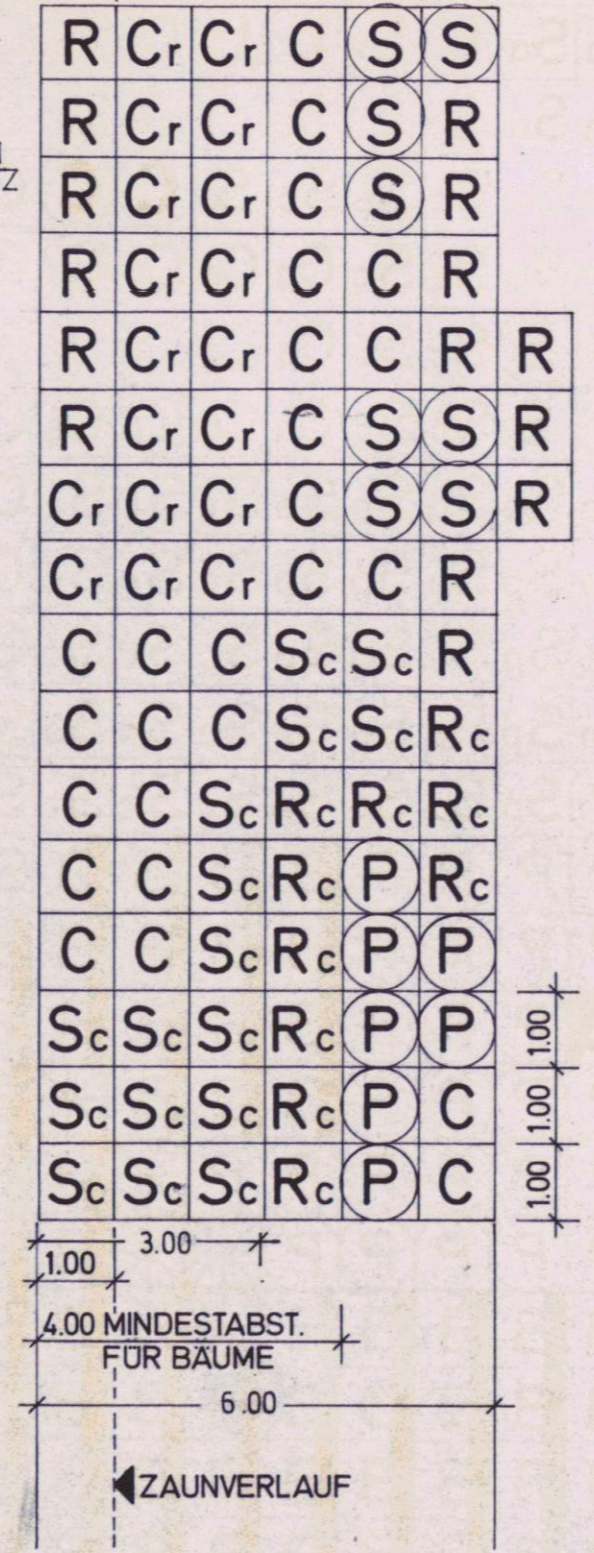 R Cr Cr C S S
R Cr Cr C S R
Z
R Cr Cr C S R
R Cr Cr C C R
R Cr Cr C C R R
R Cr Cr C S S R
Cr Cr Cr C S S R
Cr Cr Cr C C R
C C C Sc Sc R
C C C Sc Sc Rc
C C Sc Rc Rc Rc
C C Sc Rc P Rc
C C Sc Rc P P
Sc Sc Sc Rc P P 1.00
Sc Sc Sc Rc P C 1.00
Sc Sc Sc Rc P C 1.00
3.00
1.00
4.00 MINDESTABST.
FÜR BÄUME
6.00
ZAUNVERLAUF